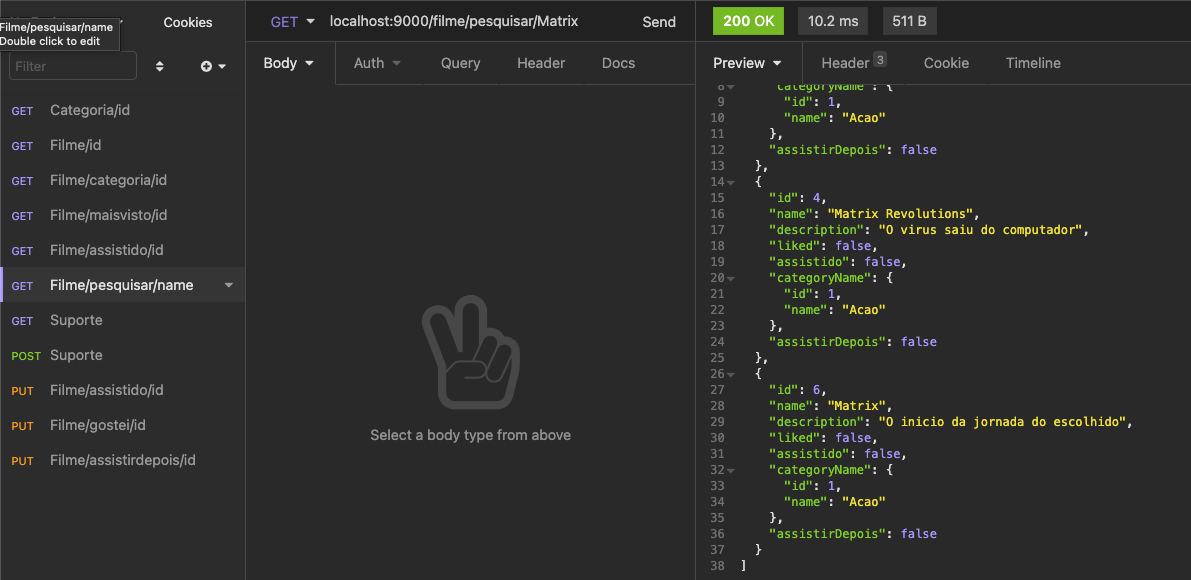 Filme/pesquisar/name
Double click to edit
Cookies
Filter
GET Categoria/id
GET Filme/id
GET Filme/categoria/id
GET Filme/maisvisto/id
GET Filme/assistido/id
GET Filme/pesquisar/name
GET Suporte
POST Suporte
PUT Filme/assistido/id
PUT Filme/gostei/id
PUT Filme/assistirdepois/id
GET localhost:9000/filme/pesquisar/Matrix Send
Body Auth Query Header Docs
Select a body type from above
200 OK 10.2 ms 511 B
Preview Header 3 Cookie Timeline
8 "categoryName": {
9 "id": 1,
10 "name": "Acao"
11 },
12 "assistirDepois": false
13 },
14 {
15 "id": 4,
16 "name": "Matrix Revolutions",
17 "description": "O virus saiu do computador",
18 "liked": false,
19 "assistido": false,
20 "categoryName": {
21 "id": 1,
22 "name": "Acao"
23 },
24 "assistirDepois": false
25 },
26 {
27 "id": 6,
28 "name": "Matrix",
29 "description": "O inicio da jornada do escolhido",
30 "liked": false,
31 "assistido": false,
32 "categoryName": {
33 "id": 1,
34 "name": "Acao"
35 },
36 "assistirDepois": false
37 }
38 ]